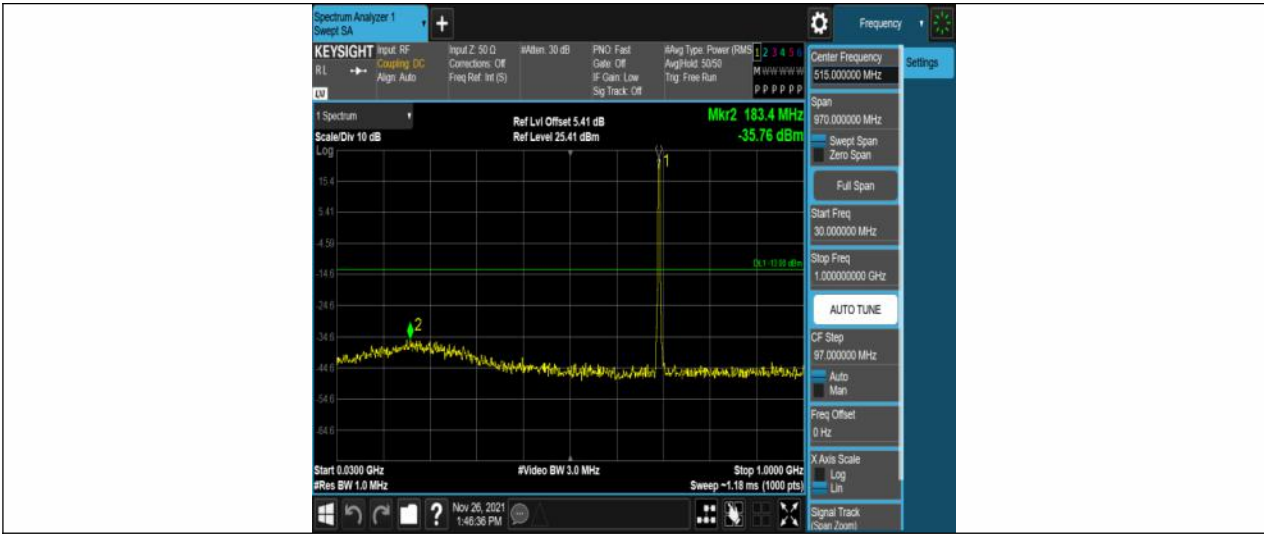 Spectrum Analyzer 1
Swept SA
+
Frequency
KEYSIGHT
Input: RF
Coupling: DC
Align: Auto
Input Z: 50 Ω
Corrections: Off
Freq Ref: Int (S)
#Atten: 30 dB
PNO: Fast
Gate: Off
IF Gain: Low
Sig Track: Off
#Avg Type: Power (RMS
Avg|Hold: 50/50
Trig: Free Run
1 2 3 4 5 6
M W W W W W
P P P P P P
R L
LV
1 Spectrum
Scale/Div 10 dB
Log
Ref Lvl Offset 5.41 dB
Ref Level 25.41 dBm
Mkr2 183.4 MHz
-35.76 dBm
1
15.4
5.41
-4.59
DL1 -13.00 dBm
-14.6
-24.6
2
-34.6
-44.6
-54.6
-64.6
Start 0.0300 GHz
#Res BW 1.0 MHz
#Video BW 3.0 MHz
Stop 1.0000 GHz
Sweep ~1.18 ms (1000 pts)
Center Frequency
515.000000 MHz
Settings
Span
970.000000 MHz
Swept Span
Zero Span
Full Span
Start Freq
30.000000 MHz
Stop Freq
1.000000000 GHz
AUTO TUNE
CF Step
97.000000 MHz
Auto
Man
Freq Offset
0 Hz
X Axis Scale
Log
Lin
Signal Track
(Span Zoom)
?
Nov 26, 2021
1:46:36 PM